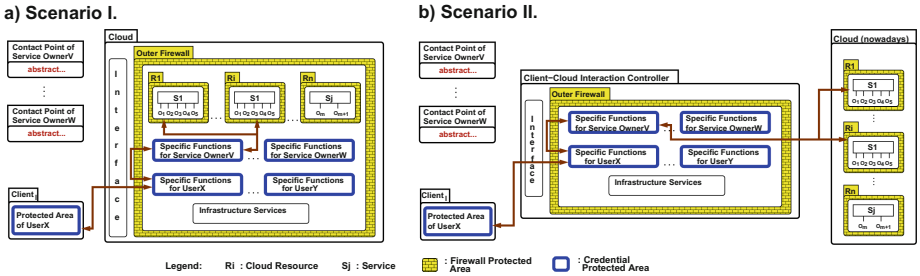 a) Scenario I.
Contact Point of
Service OwnerV
abstract...
Contact Point of
Service OwnerW
abstract...
Client i
Protected Area
of UserX
Cloud
Interface
Outer Firewall
R1
S1
O1 O2 O3 O4 O5
Ri
S1
O1 O2 O3 O4 O5
Rn
Sj
Om Om+1
Specific Functions
for Service OwnerV
Specific Functions
for Service OwnerW
Specific Functions
for UserX
Specific Functions
for UserY
Infrastructure Services
b) Scenario II.
Contact Point of
Service OwnerV
abstract...
Contact Point of
Service OwnerW
abstract...
Client i
Protected Area
of UserX
Client-Cloud Interaction Controller
Interface
Outer Firewall
Specific Functions
for Service OwnerV
Specific Functions
for Service OwnerW
Specific Functions
for UserX
Specific Functions
for UserY
Infrastructure Services
Cloud (nowadays)
R1
S1
O1 O2 O3 O4 O5
Ri
S1
O1 O2 O3 O4 O5
Rn
Sj
Om Om+1
Legend: Ri : Cloud Resource Sj : Service : Firewall Protected Area : Credential Protected Area